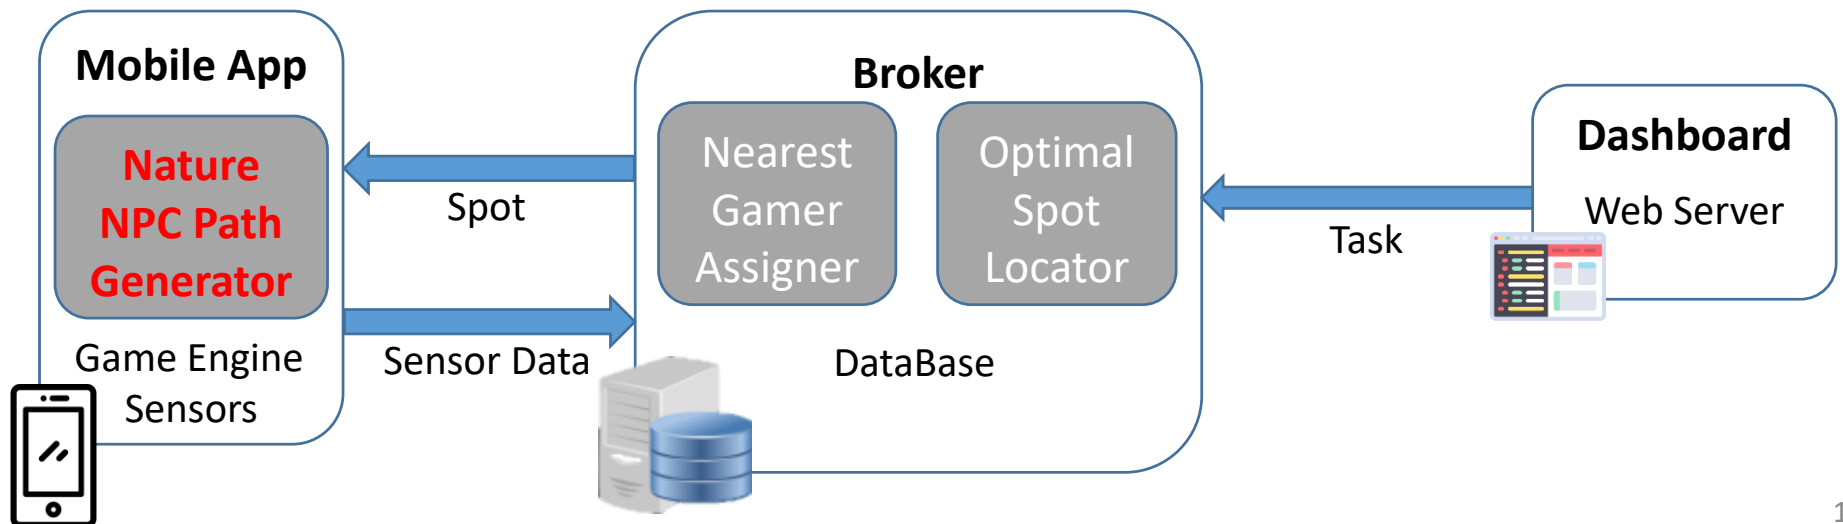 Mobile App
Nature
NPC Path
Generator
Game Engine
Sensors
Spot
Sensor Data
Broker
Nearest
Gamer
Assigner
Optimal
Spot
Locator
DataBase
Task
Dashboard
Web Server
1